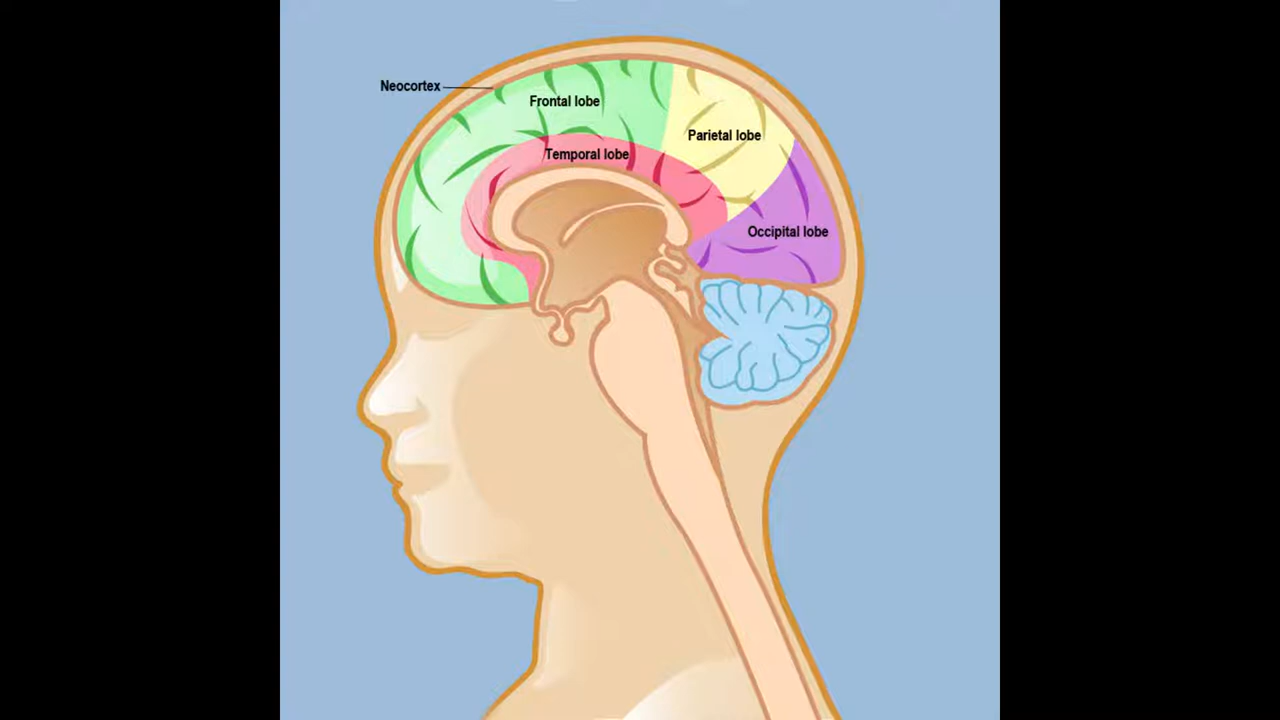 Neocortex
Frontal lobe
Parietal lobe
Temporal lobe
Occipital lobe